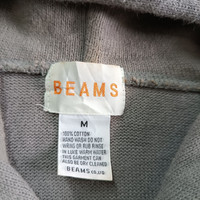 BEAMS
M
100% COTTON
HAND WASH DO NOT
WRING OR RUB RINSE
IN LUKE WARM WATER
THIS GARMENT CAN
ALSO BE DRY CLEANED
BEAMS co.,ltd.